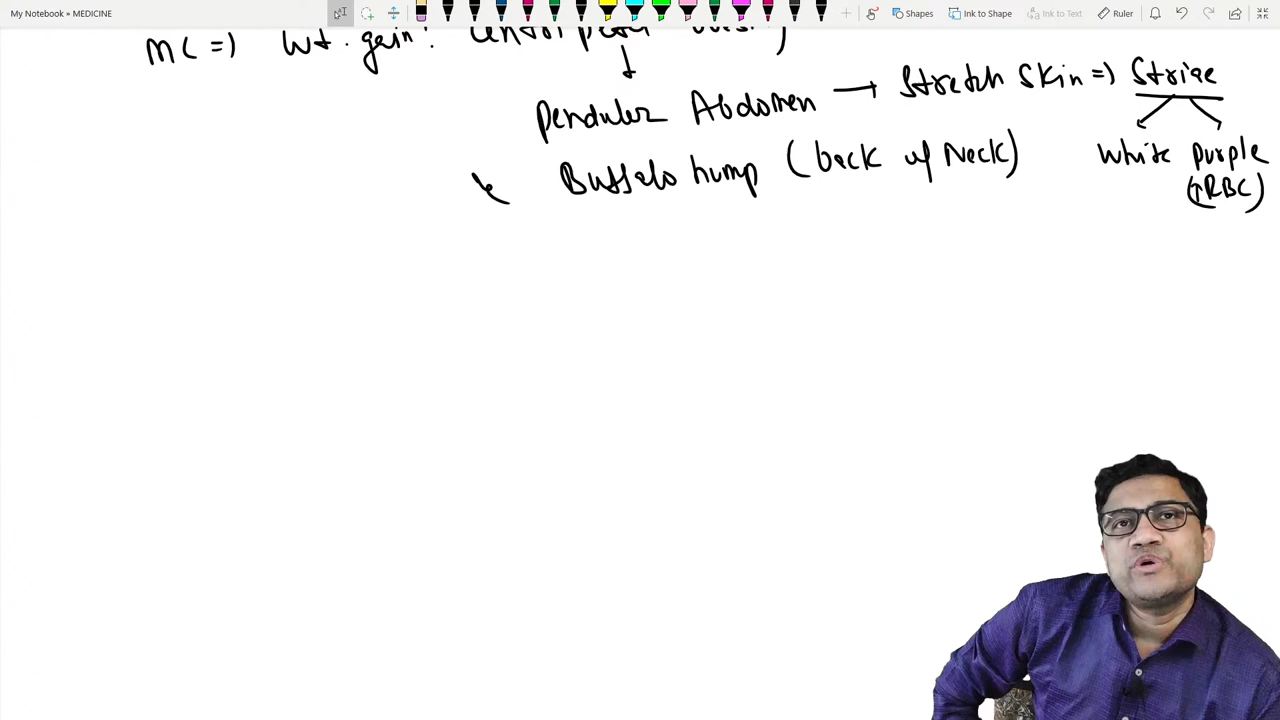 My Notebook » MEDICINE
Shapes
Ink to Shape
Ink to Text
Ruler
MC => Wt. gain:
Penduler Abdomen → Stretch Skin => Striae
Buffalo hump (back of Neck)
White Purple
(↑RBC)